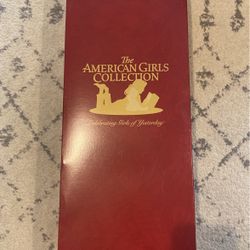 The
AMERICAN GIRLS
COLLECTION
Celebrating Girls of Yesterday